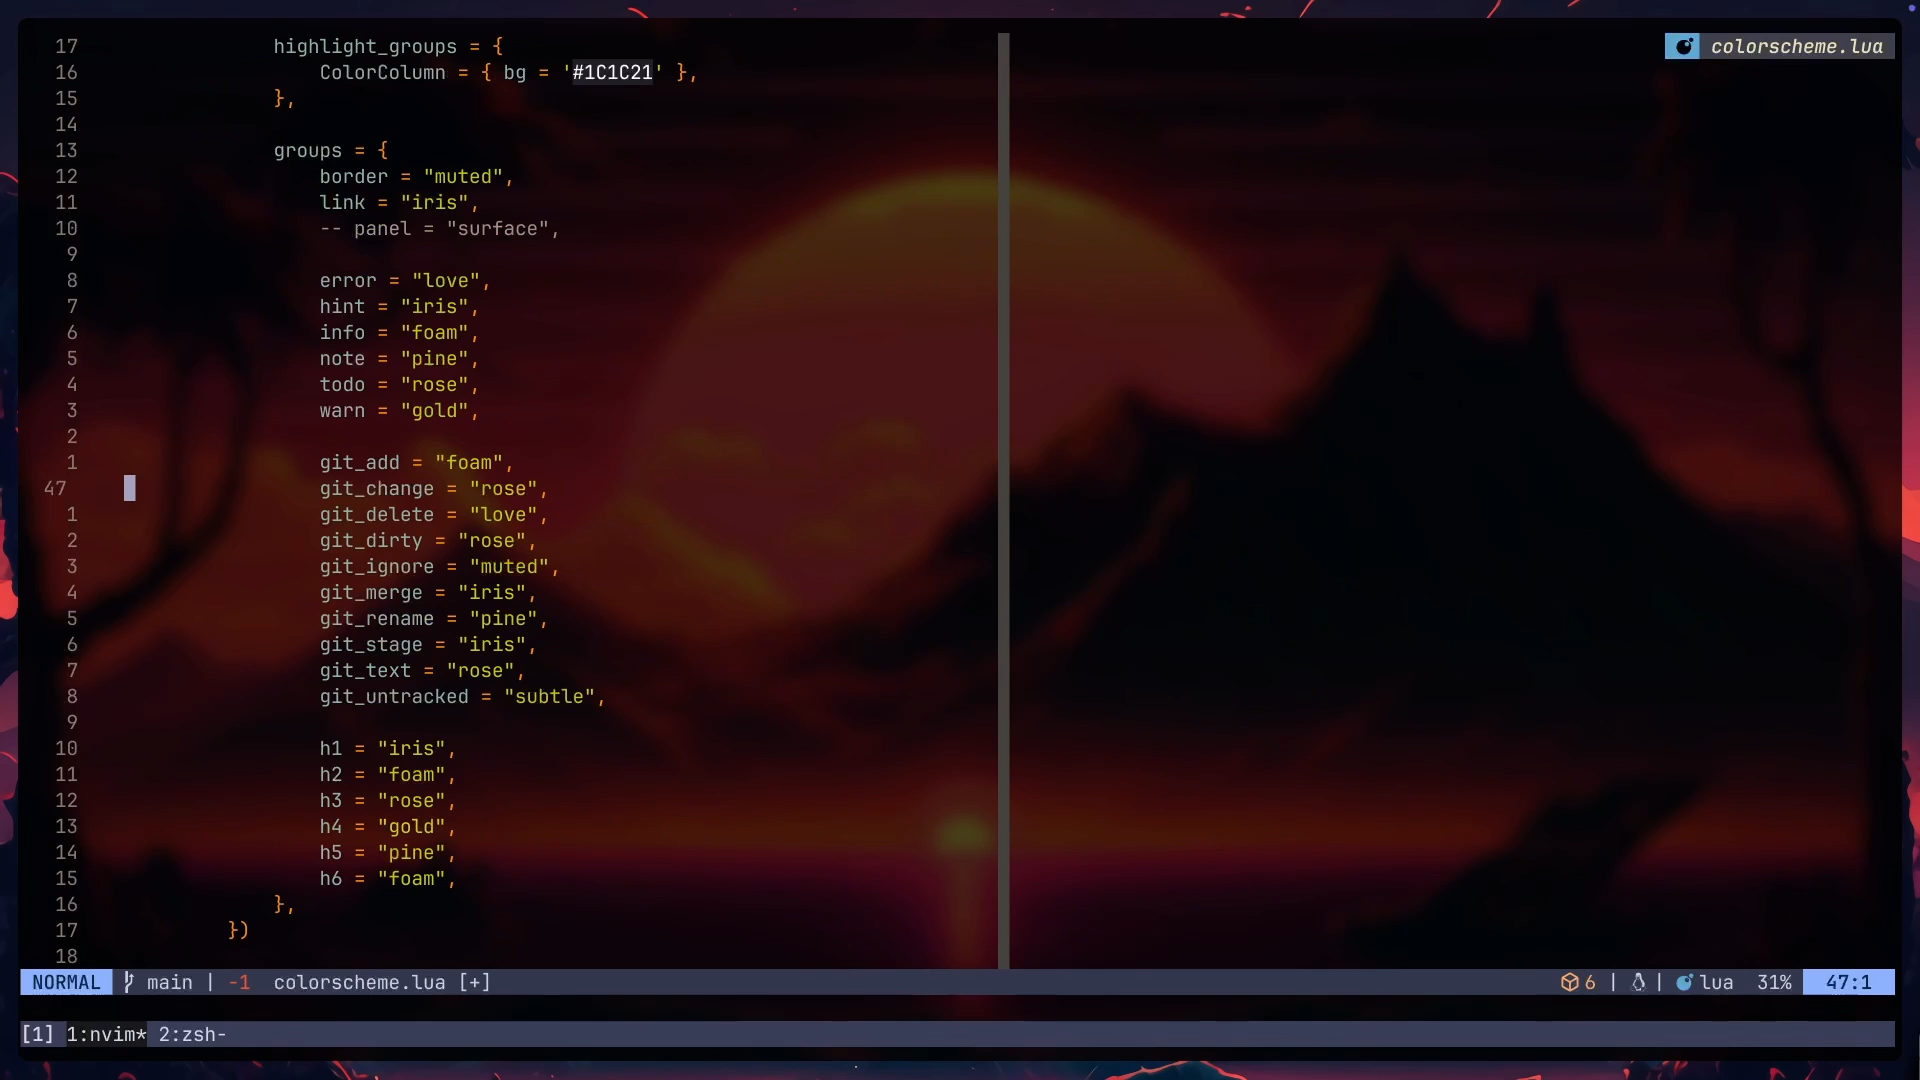 17 highlight_groups = {
16 ColorColumn = { bg = '#1C1C21' },
15 },
14
13 groups = {
12 border = "muted",
11 link = "iris",
10 -- panel = "surface",
9
8 error = "love",
7 hint = "iris",
6 info = "foam",
5 note = "pine",
4 todo = "rose",
3 warn = "gold",
2
1 git_add = "foam",
47 git_change = "rose",
1 git_delete = "love",
2 git_dirty = "rose",
3 git_ignore = "muted",
4 git_merge = "iris",
5 git_rename = "pine",
6 git_stage = "iris",
7 git_text = "rose",
8 git_untracked = "subtle",
9
10 h1 = "iris",
11 h2 = "foam",
12 h3 = "rose",
13 h4 = "gold",
14 h5 = "pine",
15 h6 = "foam",
16 },
17 })
18
colorscheme.lua
NORMAL main | -1 colorscheme.lua [+] 6 | | lua 31% 47:1
[1] 1:nvim* 2:zsh-